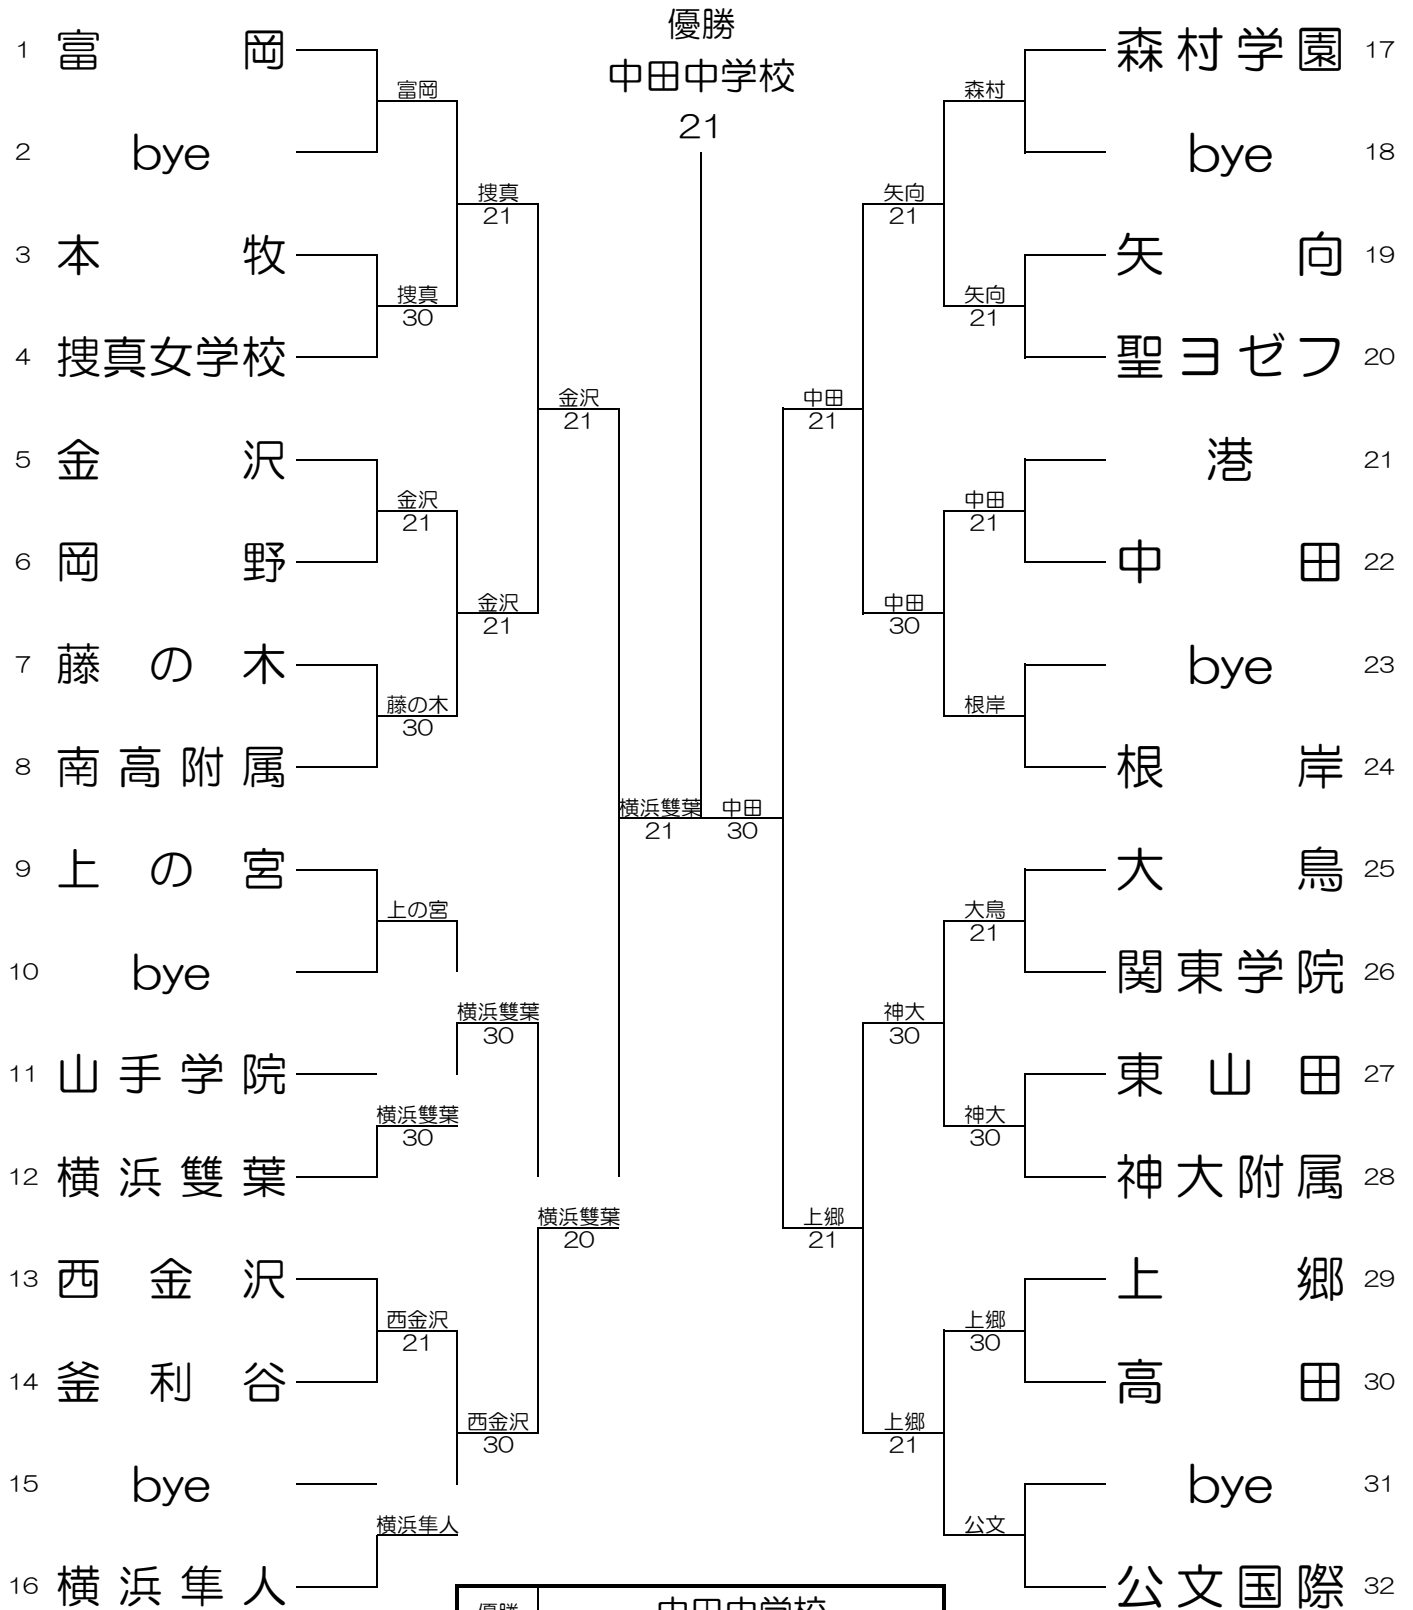 優勝
中田中学校
21
1 富岡
2 bye
3 本牧
4 捜真女学校
5 金沢
6 岡野
7 藤の木
8 南高附属
9 上の宮
10 bye
11 山手学院
12 横浜雙葉
13 西金沢
14 釜利谷
15 bye
16 横浜隼人
富岡
捜真
30
金沢
21
藤の木
30
上の宮
横浜雙葉
30
西金沢
21
横浜隼人
捜真
21
金沢
21
横浜雙葉
30
西金沢
30
金沢
21
横浜雙葉
20
横浜雙葉
21
中田
30
中田
21
上郷
21
矢向
21
中田
30
神大
30
上郷
21
森村
矢向
21
中田
21
根岸
大鳥
21
神大
30
上郷
30
公文
森村学園 17
bye 18
矢向 19
聖ヨゼフ 20
港 21
中田 22
bye 23
根岸 24
大鳥 25
関東学院 26
東山田 27
神大附属 28
上郷 29
高田 30
bye 31
公文国際 32
優勝 中田中学校